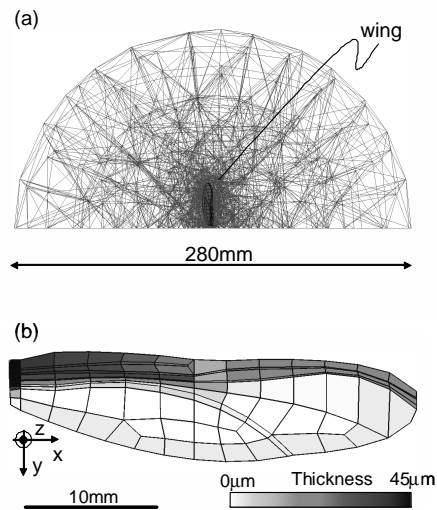 (a)
wing
280mm
(b)
z
x
y
0μm Thickness 45μm
10mm